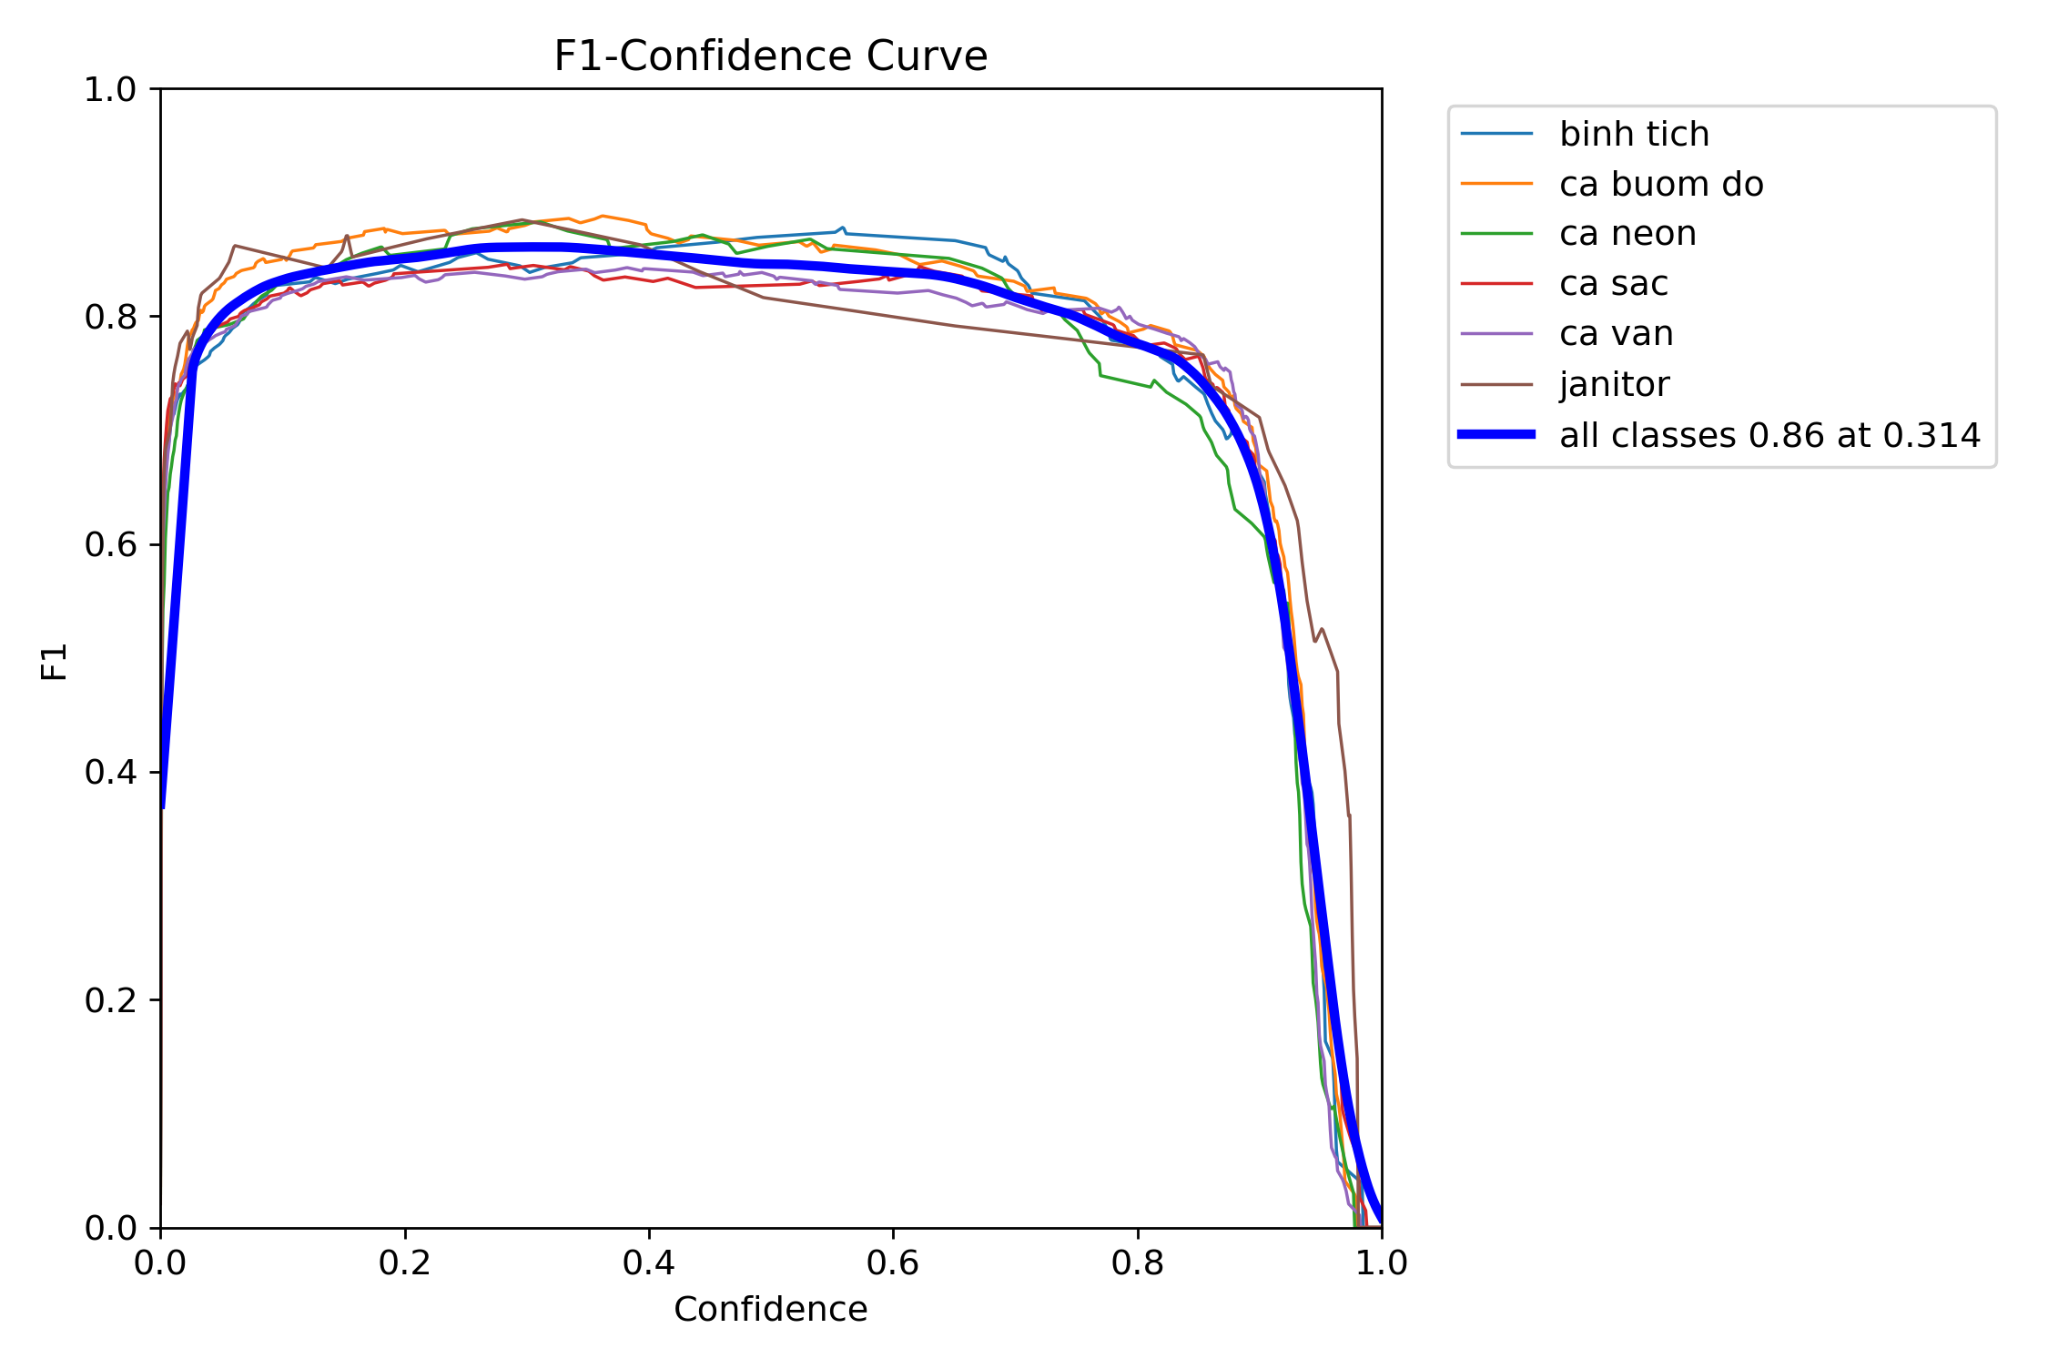 F1-Confidence Curve
1.0
0.8
0.6
0.4
0.2
0.0
F1
0.0 0.2 0.4 0.6 0.8 1.0
Confidence
binh tich
ca buom do
ca neon
ca sac
ca van
janitor
all classes 0.86 at 0.314